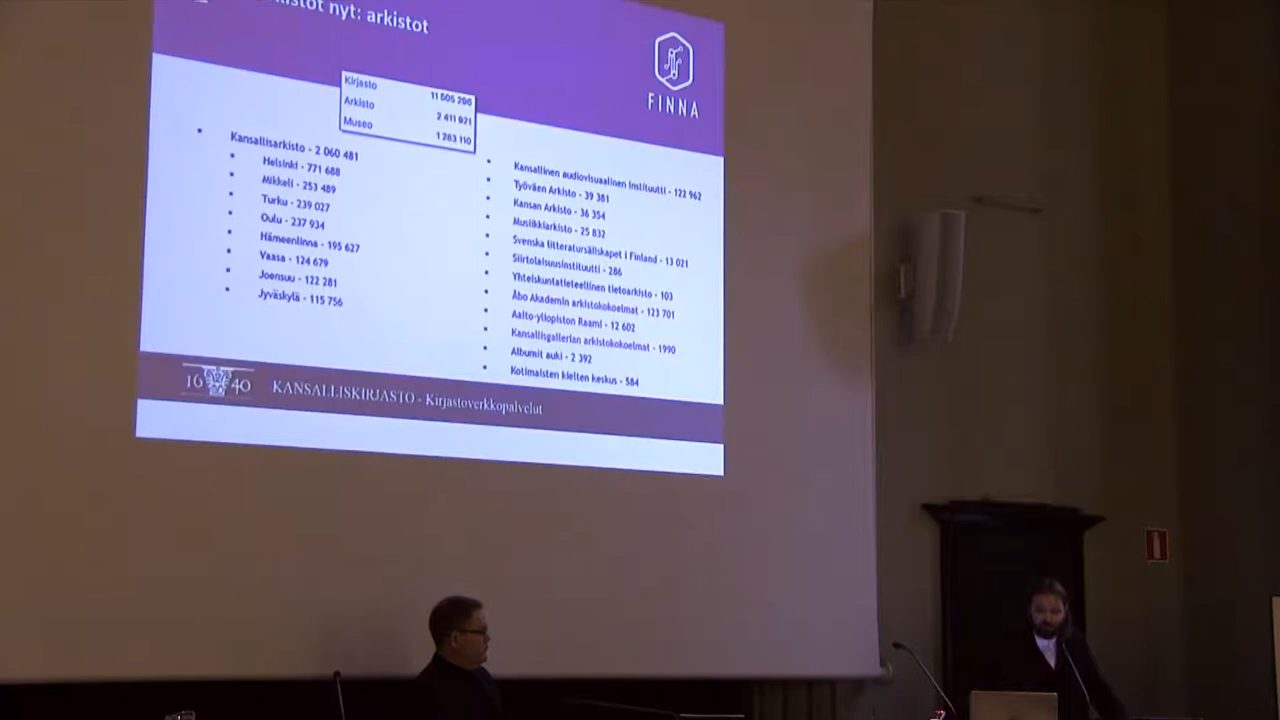 nyt: arkistot
FINNA
Kirjasto 11 605 296
Arkisto 2 411 921
Museo 1 283 110
Kansallisarkisto - 2 060 481
Helsinki - 771 688
Mikkeli - 253 489
Turku - 239 027
Oulu - 237 934
Hämeenlinna - 195 627
Vaasa - 124 679
Joensuu - 122 281
Jyväskylä - 115 756
Kansallinen audiovisuaalinen instituutti - 122 962
Työväen Arkisto - 39 381
Kansan Arkisto - 36 354
Musiikkiarkisto - 25 832
Svenska litteratursällskapet i Finland - 13 021
Siirtolaisuusinstituutti - 286
Yhteiskuntatieteellinen tietoarkisto - 103
Åbo Akademin arkistokokoelmat - 123 701
Aalto-yliopiston Raami - 12 602
Kansallisgallerian arkistokokoelmat - 1990
Albumit auki - 2 392
Kotimaisten kielten keskus - 584
1640 KANSALLISKIRJASTO - Kirjastoverkkopalvelut